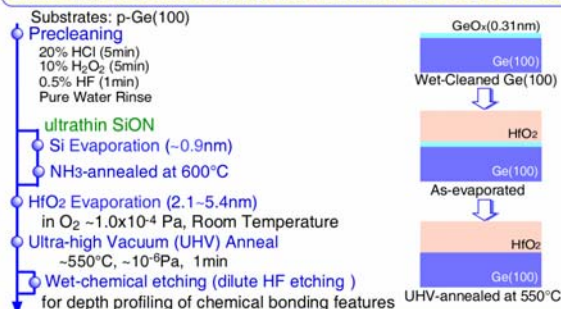 Substrates: p-Ge(100)
Precleaning
20% HCl (5min)
10% H₂O₂ (5min)
0.5% HF (1min)
Pure Water Rinse
ultrathin SiON
Si Evaporation (~0.9nm)
NH3-annealed at 600°C
HfO₂ Evaporation (2.1~5.4nm)
in O₂ ~1.0x10⁻⁴ Pa, Room Temperature
Ultra-high Vacuum (UHV) Anneal
~550°C, ~10⁻⁶Pa, 1min
Wet-chemical etching (dilute HF etching )
for depth profiling of chemical bonding features
GeOx(0.31nm)
Ge(100)
Wet-Cleaned Ge(100)
HfO₂
Ge(100)
As-evaporated
HfO₂
Ge(100)
UHV-annealed at 550°C